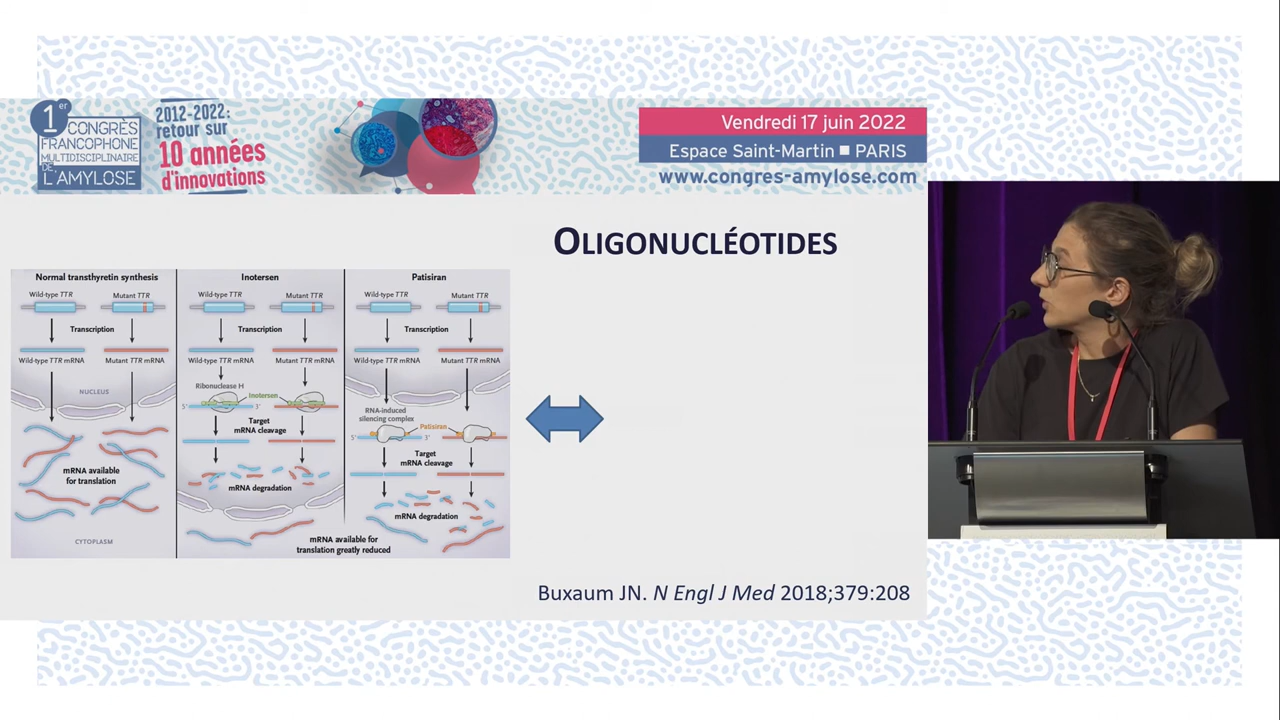 1er
CONGRÈS
FRANCOPHONE
MULTIDISCIPLINAIRE
DE
L'AMYLOSE
2012-2022:
retour sur
10 années
d'innovations
Vendredi 17 juin 2022
Espace Saint-Martin ■ PARIS
www.congres-amylose.com
OLIGONUCLÉOTIDES
Normal transthyretin synthesis
Wild-type TTR
Mutant TTR
Transcription
Wild-type TTR mRNA
Mutant TTR mRNA
NUCLEUS
mRNA available
for translation
CYTOPLASM
Inotersen
Wild-type TTR
Mutant TTR
Transcription
Wild-type TTR mRNA
Mutant TTR mRNA
Ribonuclease H
Inotersen
5'
3'
Target
mRNA cleavage
mRNA degradation
Patisiran
Wild-type TTR
Mutant TTR
Transcription
Wild-type TTR mRNA
Mutant TTR mRNA
RNA-induced
silencing complex
Patisiran
5'
3'
Target
mRNA cleavage
mRNA degradation
mRNA available for
translation greatly reduced
Buxaum JN. N Engl J Med 2018;379:208